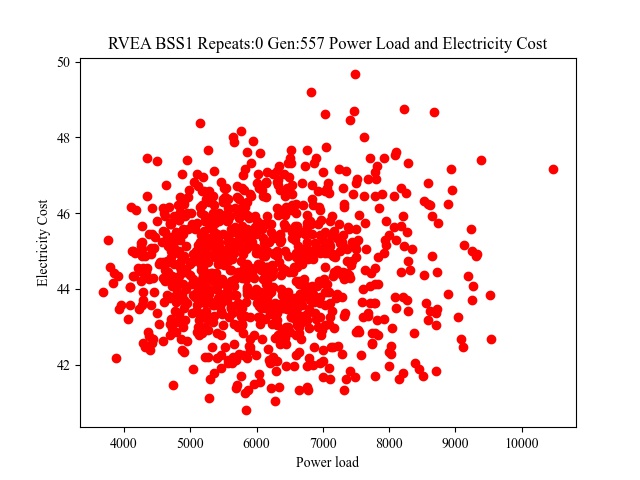 RVEA BSS1 Repeats:0 Gen:557 Power Load and Electricity Cost
50
48
46
44
42
Electricity Cost
4000 5000 6000 7000 8000 9000 10000
Power load